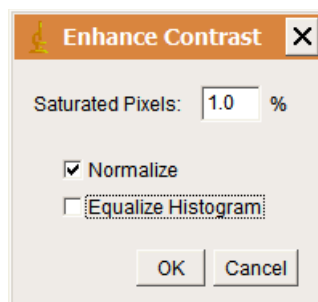 Enhance Contrast
Saturated Pixels: 1.0 %
Normalize
Equalize Histogram
OK Cancel